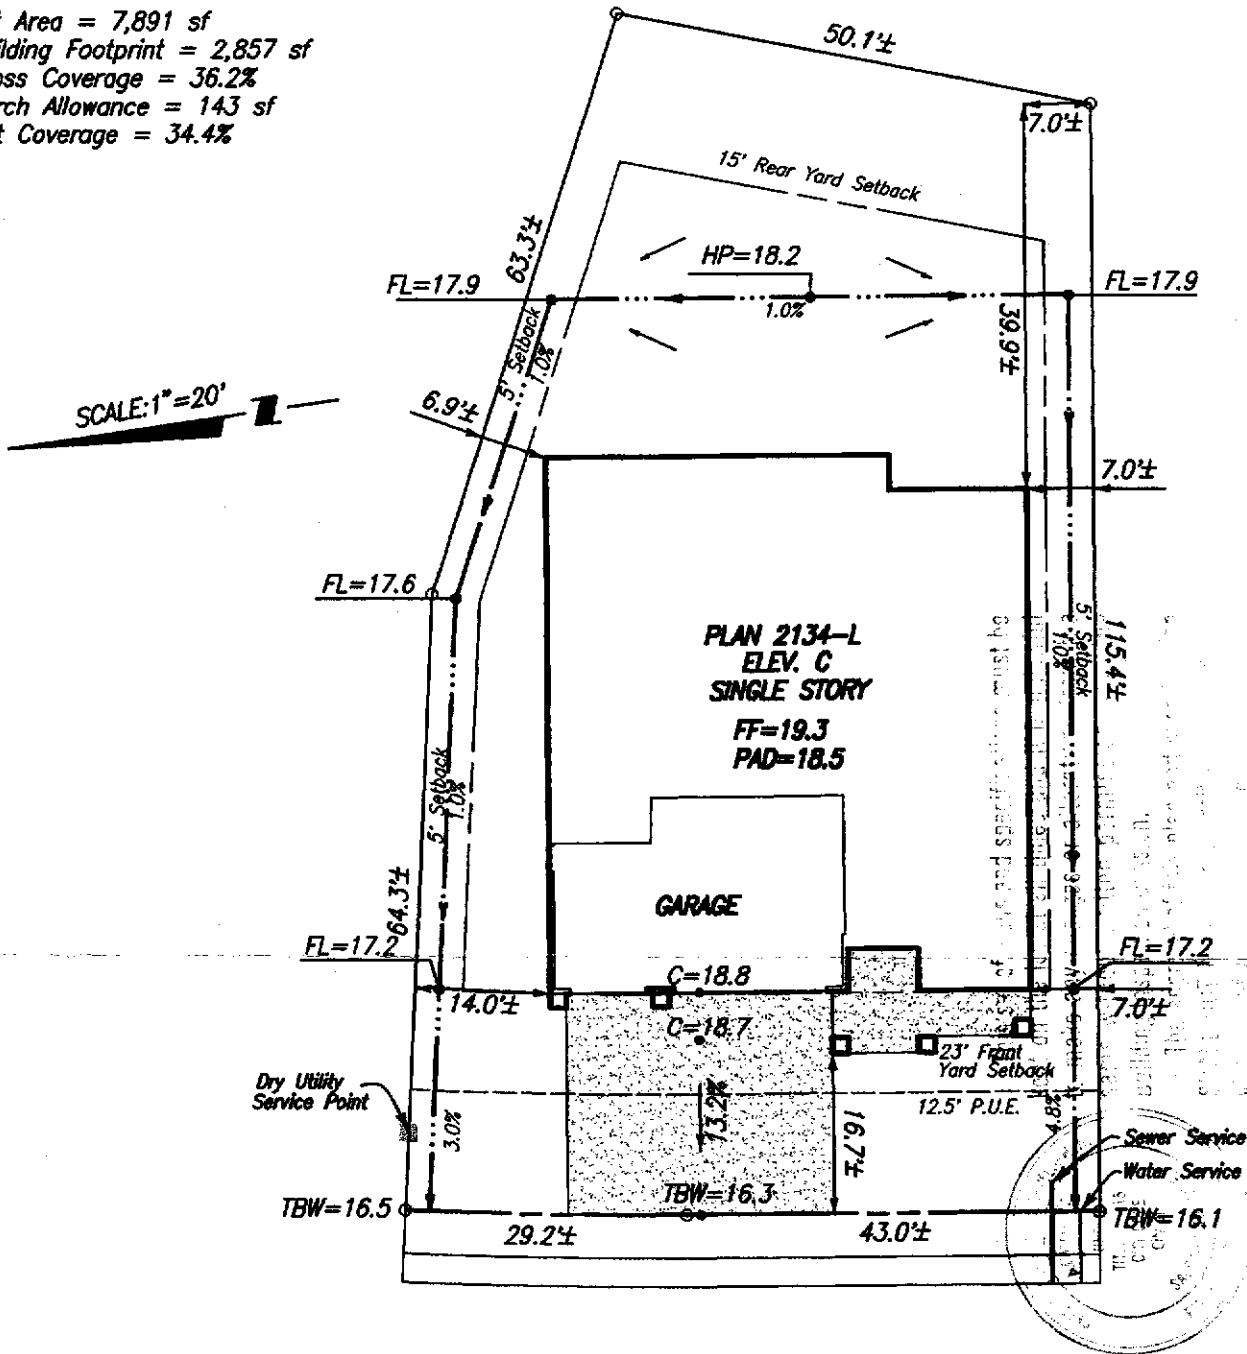 Area = 7,891 sf
Footprint = 2,857 sf
Coverage = 36.2%
Allowance = 143 sf
Coverage = 34.4%
50.1'±
7.0'±
15' Rear Yard Setback
63.3'±
HP=18.2
FL=17.9
FL=17.9
1.0%
39.9'±
5' Setback
1.0%
SCALE: 1"=20'
6.9'±
7.0'±
FL=17.6
PLAN 2134-L
ELEV. C
SINGLE STORY
FF=19.3
PAD=18.5
5' Setback
1.0%
115.4'±
and specifications must be
5' Setback
1.0%
64.3'±
GARAGE
FL=17.2
FL=17.2
C=18.8
14.0'±
7.0'±
C=18.7
23' Front
Yard Setback
Dry Utility
Service Point
12.5' P.U.E.
3.0%
13.2%
16.7'±
4.8%
Sewer Service
Water Service
TBW=16.5
TBW=16.3
TBW=16.1
29.2'±
43.0'±
4